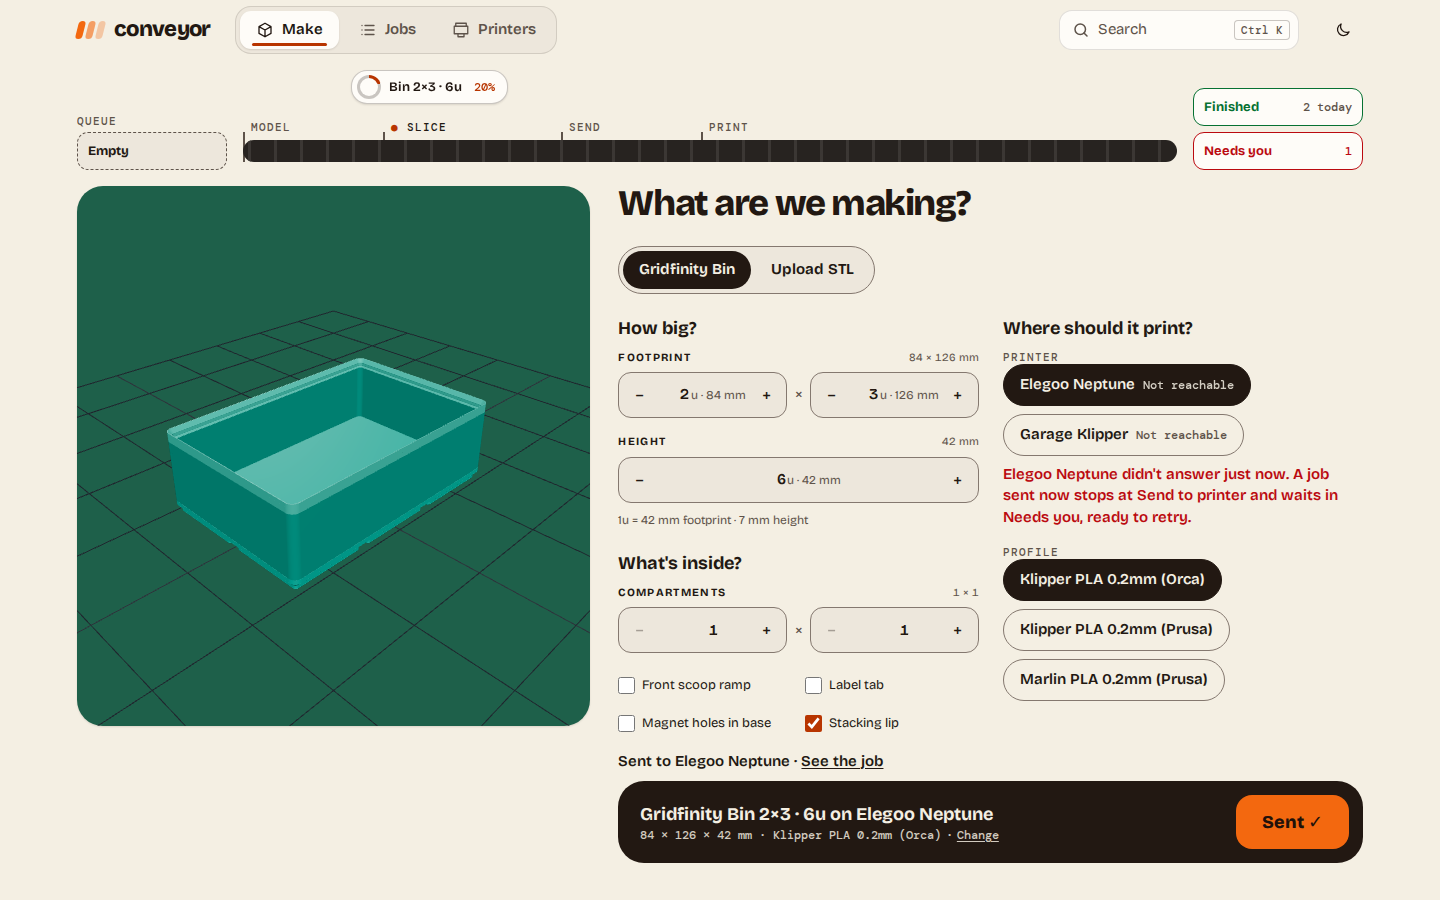 conveyor
Make
Jobs
Printers
Search
Ctrl K
Bin 2×3 · 6u 20%
QUEUE
Empty
MODEL
SLICE
SEND
PRINT
Finished 2 today
Needs you 1
What are we making?
Gridfinity Bin
Upload STL
How big?
FOOTPRINT 84 × 126 mm
− 2 u · 84 mm + × − 3 u · 126 mm +
HEIGHT 42 mm
− 6 u · 42 mm +
1u = 42 mm footprint · 7 mm height
What's inside?
COMPARTMENTS 1 × 1
− 1 + × − 1 +
Front scoop ramp
Label tab
Magnet holes in base
Stacking lip
Where should it print?
PRINTER
Elegoo Neptune Not reachable
Garage Klipper Not reachable
Elegoo Neptune didn't answer just now. A job
sent now stops at Send to printer and waits in
Needs you, ready to retry.
PROFILE
Klipper PLA 0.2mm (Orca)
Klipper PLA 0.2mm (Prusa)
Marlin PLA 0.2mm (Prusa)
Sent to Elegoo Neptune · See the job
Gridfinity Bin 2×3 · 6u on Elegoo Neptune
84 × 126 × 42 mm · Klipper PLA 0.2mm (Orca) · Change
Sent ✓